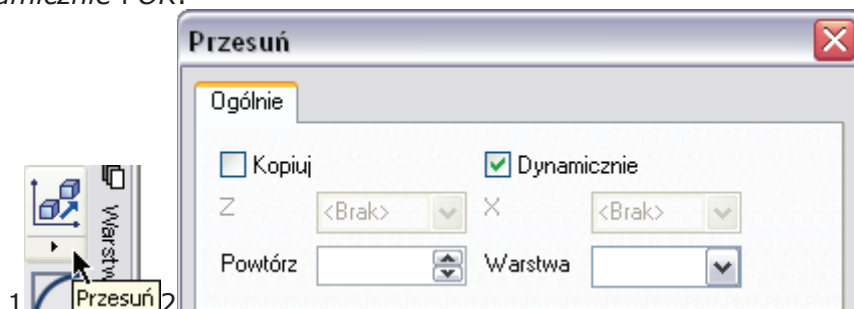 amicznie i OK.
Przesuń
Ogólnie
Kopiuj Dynamicznie
Z <Brak> X <Brak>
Powtórz Warstwa
Warstw
1 Przesuń 2